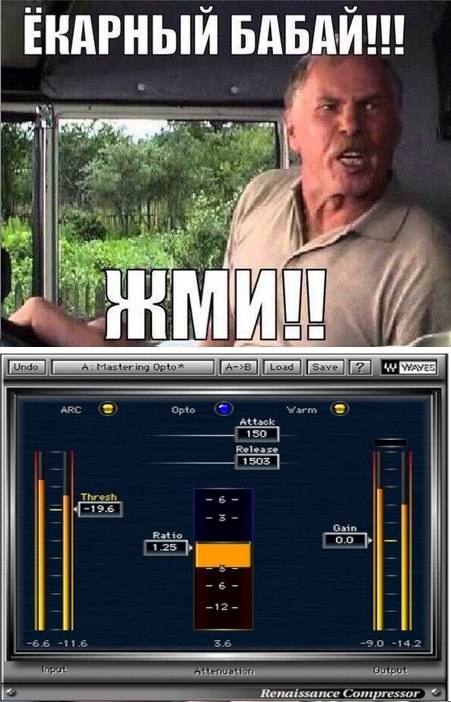 ЁКАРНЫЙ БАБАЙ!!!
ЖМИ!!
Undo A: Mastering Opto* A->B Load Save ? WAVES
ARC Opto Warm
Attack
150
Release
1503
Thresh
-19.6
Ratio
1.25
Gain
0.0
6
3
3
6
12
-6.6 -11.6 3.6 -9.0 -14.2
Input Attenuation Output
Renaissance Compressor